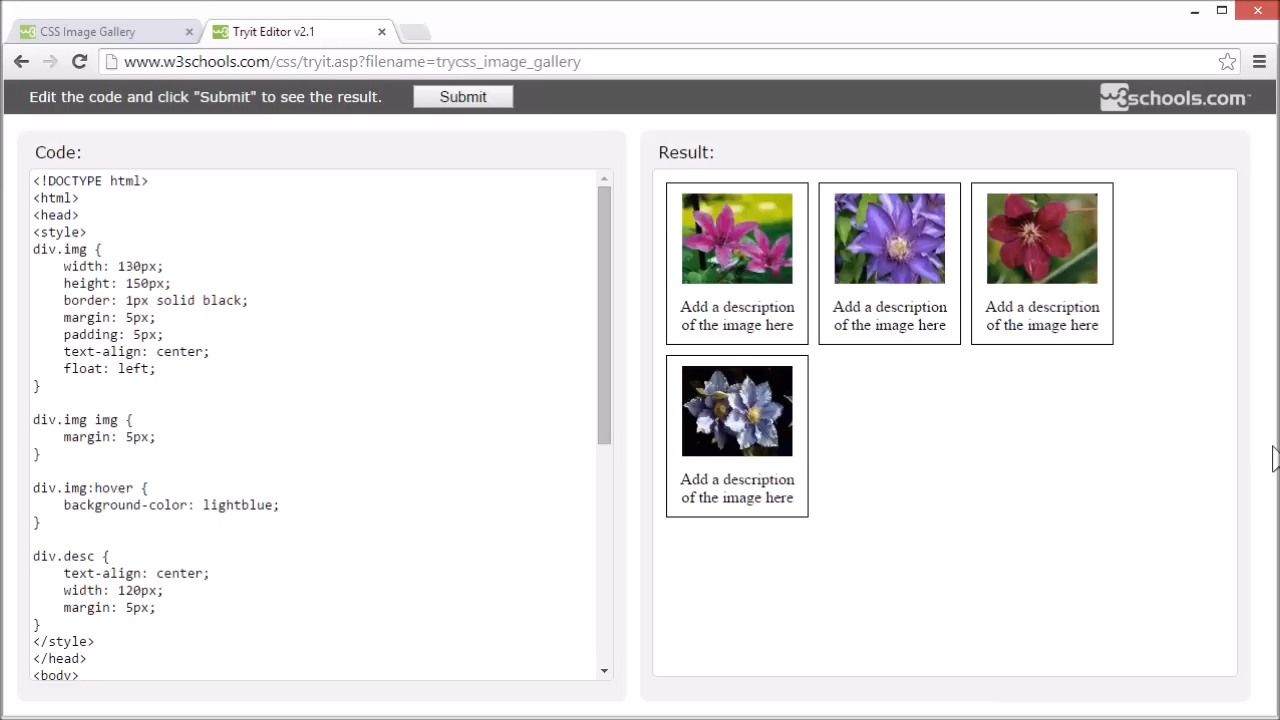 CSS Image Gallery
Tryit Editor v2.1
www.w3schools.com/css/tryit.asp?filename=trycss_image_gallery
Edit the code and click "Submit" to see the result.
Submit
w3schools.com™
Code:
<!DOCTYPE html>
<html>
<head>
<style>
div.img {
    width: 130px;
    height: 150px;
    border: 1px solid black;
    margin: 5px;
    padding: 5px;
    text-align: center;
    float: left;
}
div.img img {
    margin: 5px;
}
div.img:hover {
    background-color: lightblue;
}
div.desc {
    text-align: center;
    width: 120px;
    margin: 5px;
}
</style>
</head>
<body>
Result:
Add a description
of the image here
Add a description
of the image here
Add a description
of the image here
Add a description
of the image here